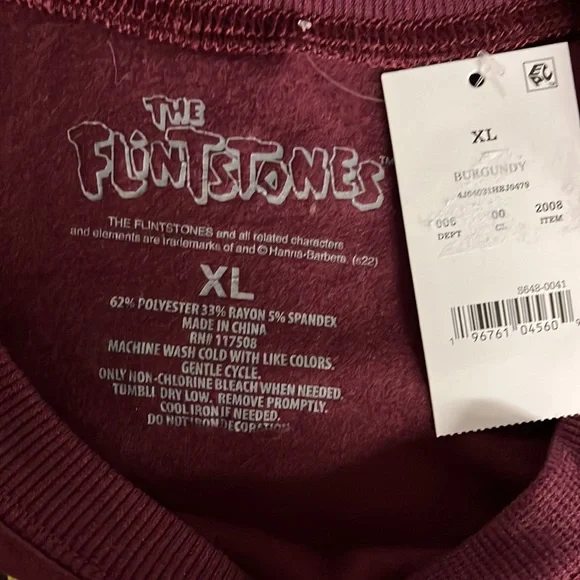 THE
FLINTSTONES
TM
THE FLINTSTONES and all related characters
and elements are trademarks of and © Hanna-Barbera. (s22)
XL
62% POLYESTER 33% RAYON 5% SPANDEX
MADE IN CHINA
RN# 117508
MACHINE WASH COLD WITH LIKE COLORS.
GENTLE CYCLE.
ONLY NON-CHLORINE BLEACH WHEN NEEDED.
TUMBLE DRY LOW. REMOVE PROMPTLY.
COOL IRON IF NEEDED.
DO NOT IRON DECORATION
XL
BURGUNDY
006 00 2008
DEPT CL ITEM
S648-0041
1 96761 04560 9